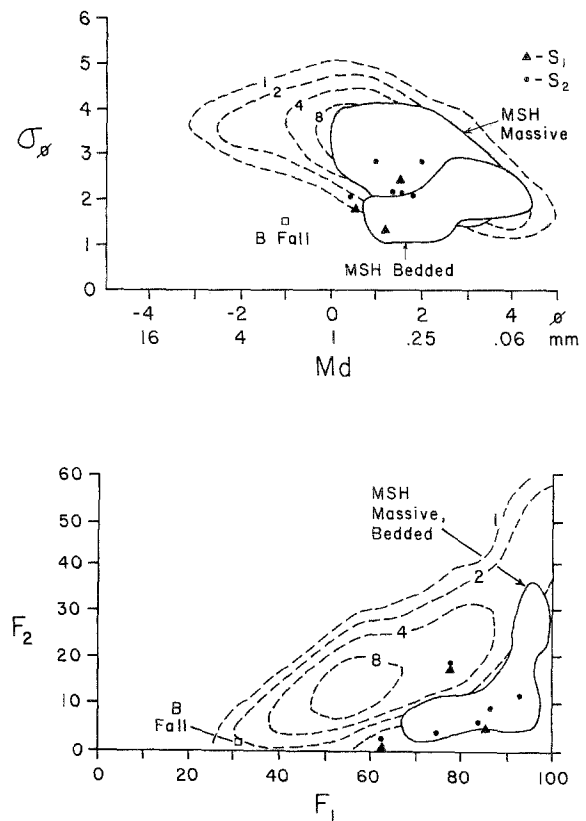 6
5
4
3
2
1
0
σø
1
2
4
8
▲-S1
•-S2
MSH
Massive
B Fall
MSH Bedded
-4 -2 0 2 4 ø
16 4 1 .25 .06 mm
Md
60
50
40
30
20
10
0
F2
MSH
Massive,
Bedded
1
2
4
8
B
Fall
0 20 40 60 80 100
F1